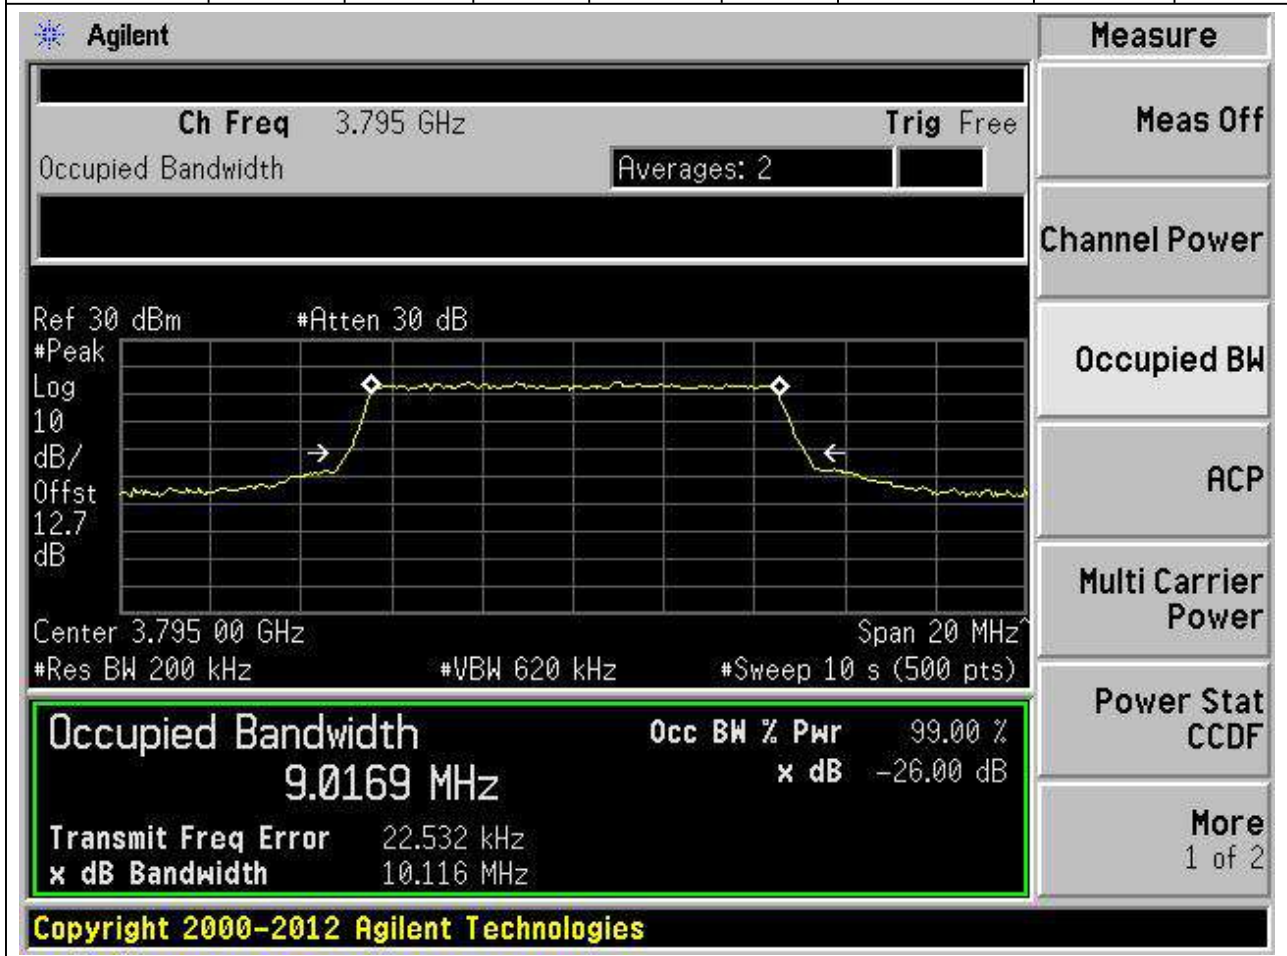 Agilent
Measure
Ch Freq 3.795 GHz Trig Free
Meas Off
Occupied Bandwidth Averages: 2
Channel Power
Ref 30 dBm #Atten 30 dB
#Peak
Log
10
dB/
Offst
12.7
dB
Occupied BW
ACP
Center 3.795 00 GHz Span 20 MHz^
#Res BW 200 kHz #VBW 620 kHz #Sweep 10 s (500 pts)
Multi Carrier
Power
Occupied Bandwidth Occ BW % Pwr 99.00 %
9.0169 MHz x dB -26.00 dB
Transmit Freq Error 22.532 kHz
x dB Bandwidth 10.116 MHz
Power Stat
CCDF
More
1 of 2
Copyright 2000-2012 Agilent Technologies